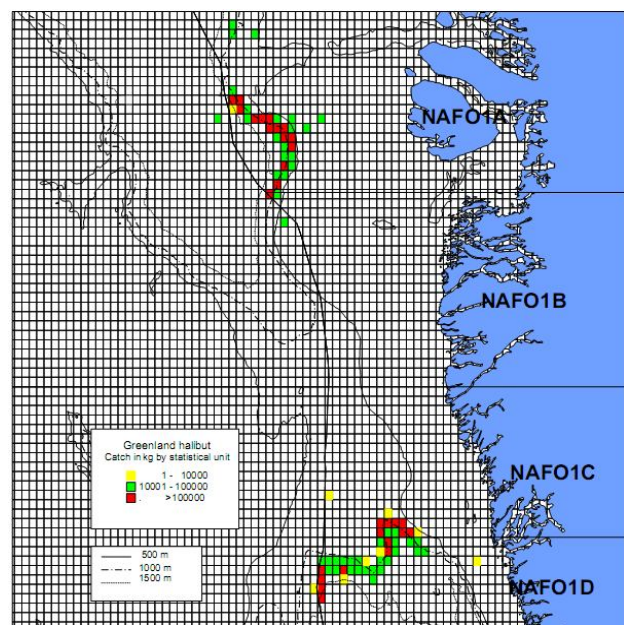 NAFO1A
NAFO1B
Greenland halibut
Catch in kg by statistical unit
1 - 10000
10001 - 100000
. >100000
NAFO1C
500 m
1000 m
1500 m
NAFO1D